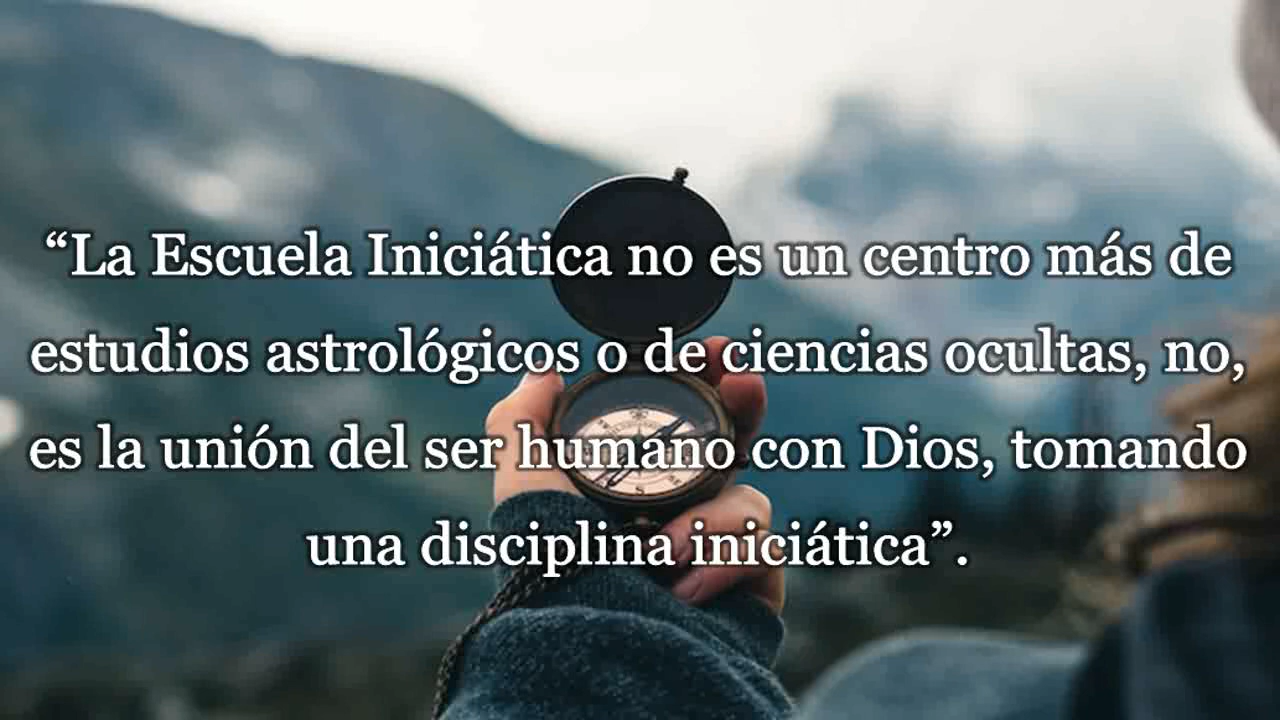 “La Escuela Iniciática no es un centro más de
estudios astrológicos o de ciencias ocultas, no,
es la unión del ser humano con Dios, tomando
una disciplina iniciática”.